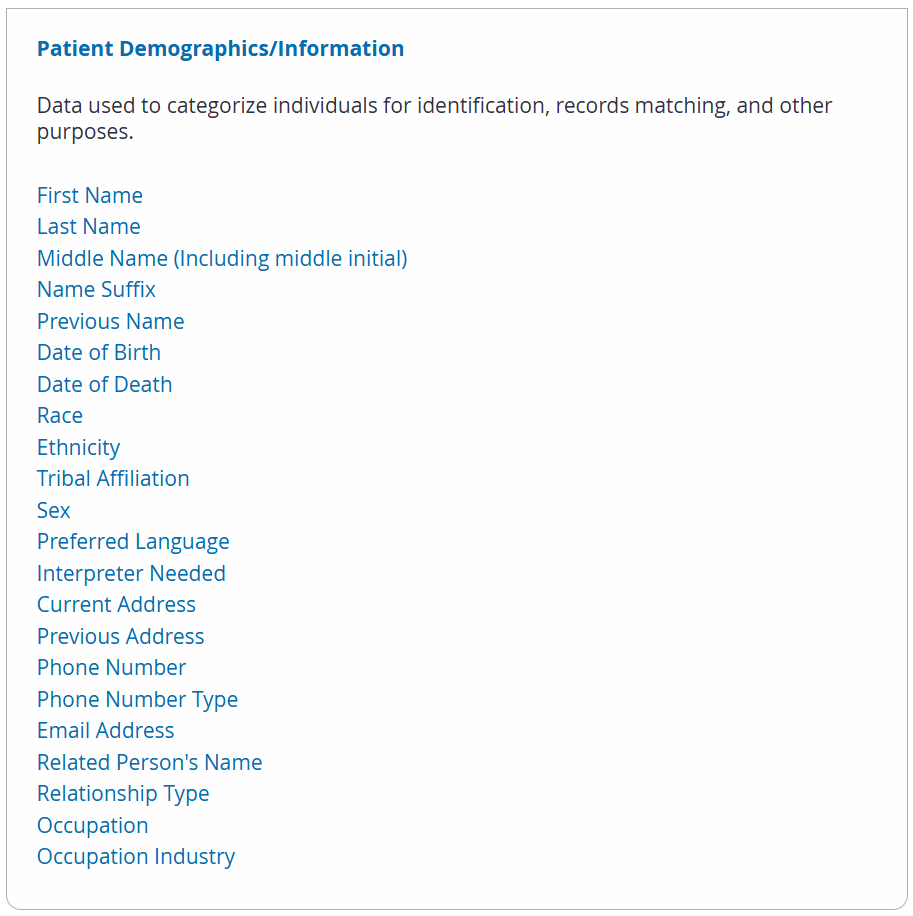 Patient Demographics/Information
Data used to categorize individuals for identification, records matching, and other
purposes.
First Name
Last Name
Middle Name (Including middle initial)
Name Suffix
Previous Name
Date of Birth
Date of Death
Race
Ethnicity
Tribal Affiliation
Sex
Preferred Language
Interpreter Needed
Current Address
Previous Address
Phone Number
Phone Number Type
Email Address
Related Person's Name
Relationship Type
Occupation
Occupation Industry